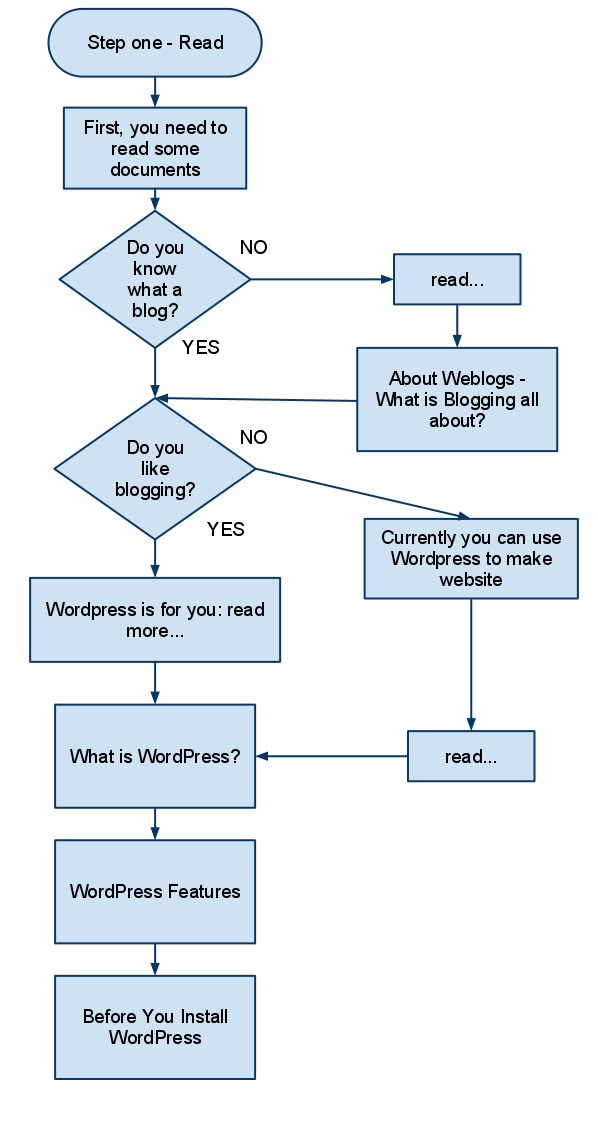 Step one - Read
First, you need to
read some
documents
Do you
know
what a
blog?
NO
read...
YES
About Weblogs -
What is Blogging all
about?
Do you
like
blogging?
NO
YES
Currently you can use
Wordpress to make
website
Wordpress is for you: read
more...
What is WordPress?
read...
WordPress Features
Before You Install
WordPress